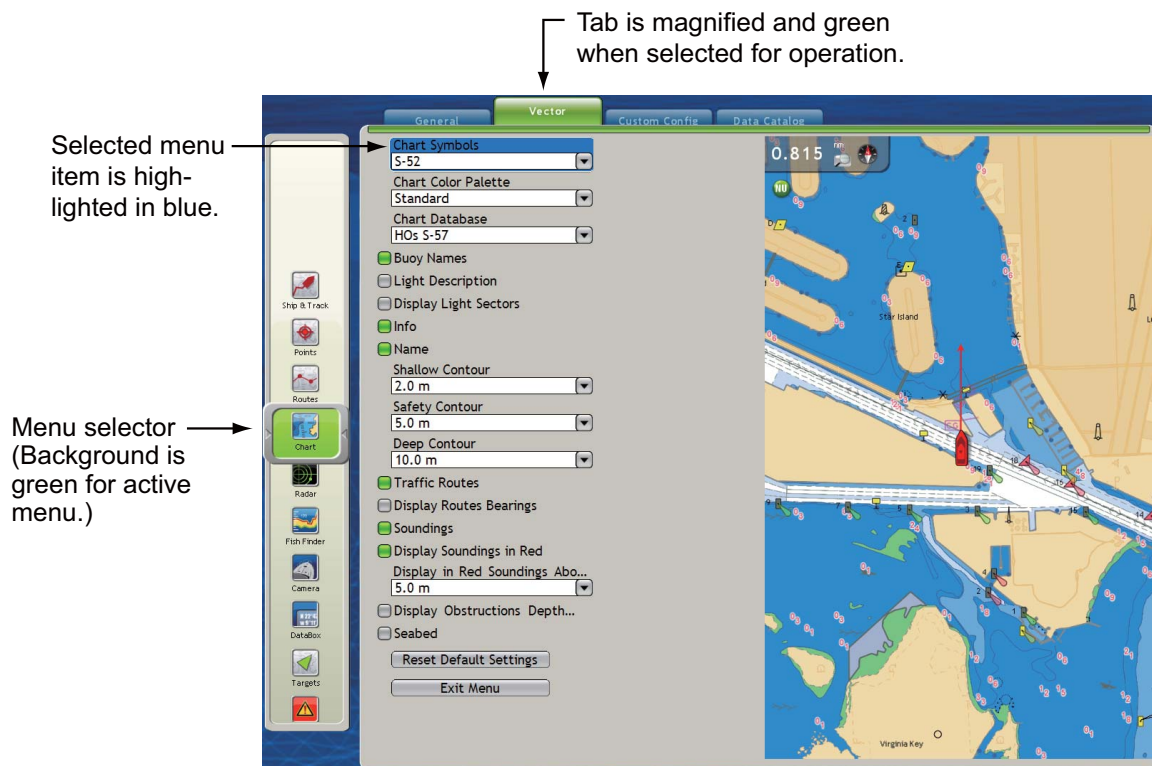 Tab is magnified and green
when selected for operation.
General
Vector
Custom Config
Data Catalog
Selected menu
item is high-
lighted in blue.
Menu selector
(Background is
green for active
menu.)
Ship & Track
Points
Routes
Chart
Radar
Fish Finder
Camera
DataBox
Targets
Chart Symbols
S-52
Chart Color Palette
Standard
Chart Database
HOs S-57
Buoy Names
Light Description
Display Light Sectors
Info
Name
Shallow Contour
2.0 m
Safety Contour
5.0 m
Deep Contour
10.0 m
Traffic Routes
Display Routes Bearings
Soundings
Display Soundings in Red
Display in Red Soundings Abo...
5.0 m
Display Obstructions Depth...
Seabed
Reset Default Settings
Exit Menu
0.815 nm
NU
Star Island
Virginia Key